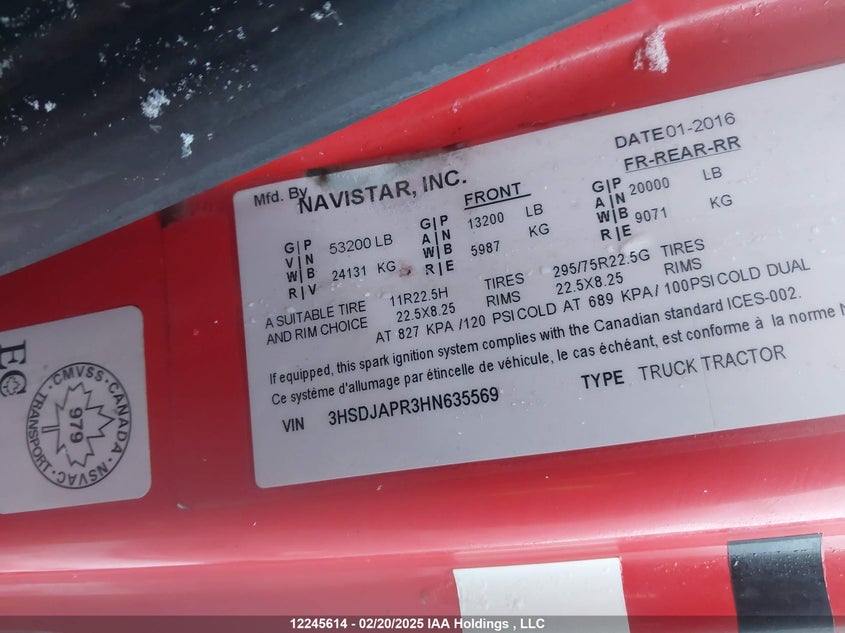 DATE 01-2016
Mfd. By NAVISTAR, INC.
FRONT
FR-REAR-RR
G|P
V|N
W|B
R|V
53200 LB
24131 KG
G|P
A|N
W|B
R|E
13200 LB
5987 KG
G|P
A|N
W|B
R|E
20000 LB
9071 KG
A SUITABLE TIRE 11R22.5H TIRES 295/75R22.5G TIRES
AND RIM CHOICE 22.5X8.25 RIMS 22.5X8.25 RIMS
AT 827 KPA /120 PSI COLD AT 689 KPA/ 100PSI COLD DUAL
If equipped, this spark ignition system complies with the Canadian standard ICES-002.
Ce système d'allumage par étincelle de véhicule, le cas échéant, est conforme à la norme N
VIN 3HSDJAPR3HN635569 TYPE TRUCK TRACTOR
EC
CMVSS · CANADA
979
TRANSPORT · NSVAC
12245614 - 02/20/2025 IAA Holdings , LLC